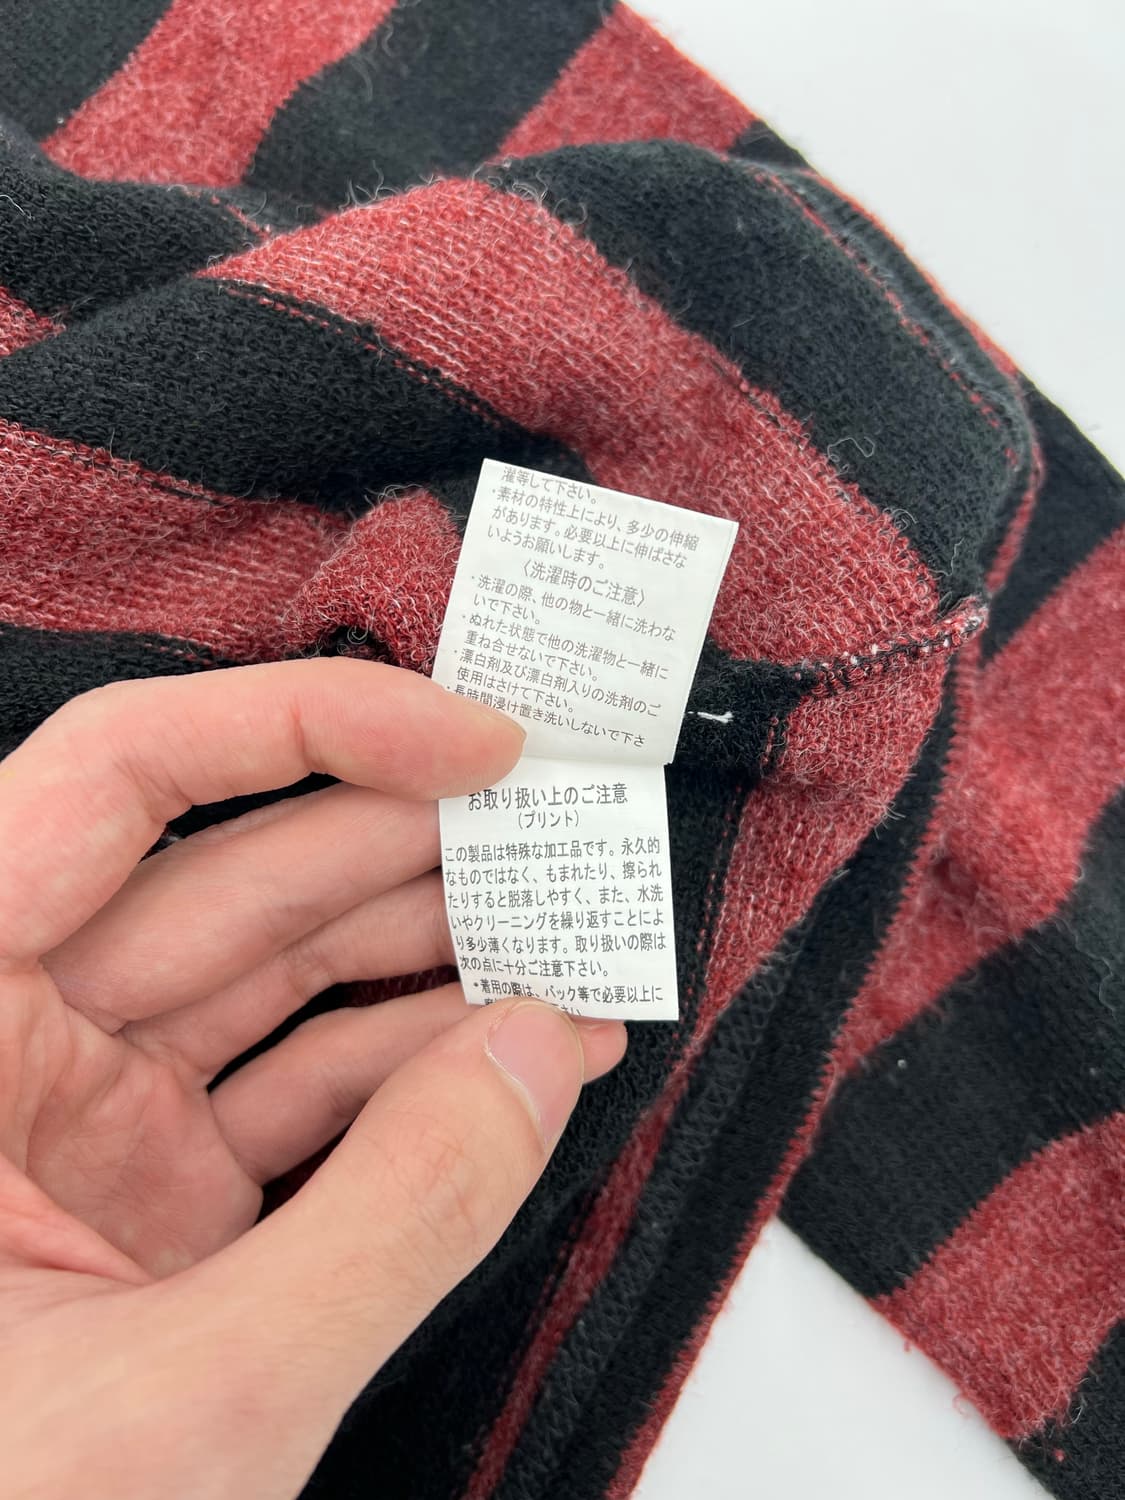 濯等して下さい。
・素材の特性上により、多少の伸縮
があります。必要以上に伸ばさな
いようお願いします。
〈洗濯時のご注意〉
・洗濯の際、他の物と一緒に洗わな
いで下さい。
・ぬれた状態で他の洗濯物と一緒に
重ね合せないで下さい。
・漂白剤及び漂白剤入りの洗剤のご
使用はさけて下さい。
・長時間浸け置き洗いしないで下さ
お取り扱い上のご注意
(プリント)
この製品は特殊な加工品です。永久的
なものではなく、もまれたり、擦られ
たりすると脱落しやすく、また、水洗
いやクリーニングを繰り返すことによ
り多少薄くなります。取り扱いの際は
次の点に十分ご注意下さい。
*着用の際は、バック等で必要以上に